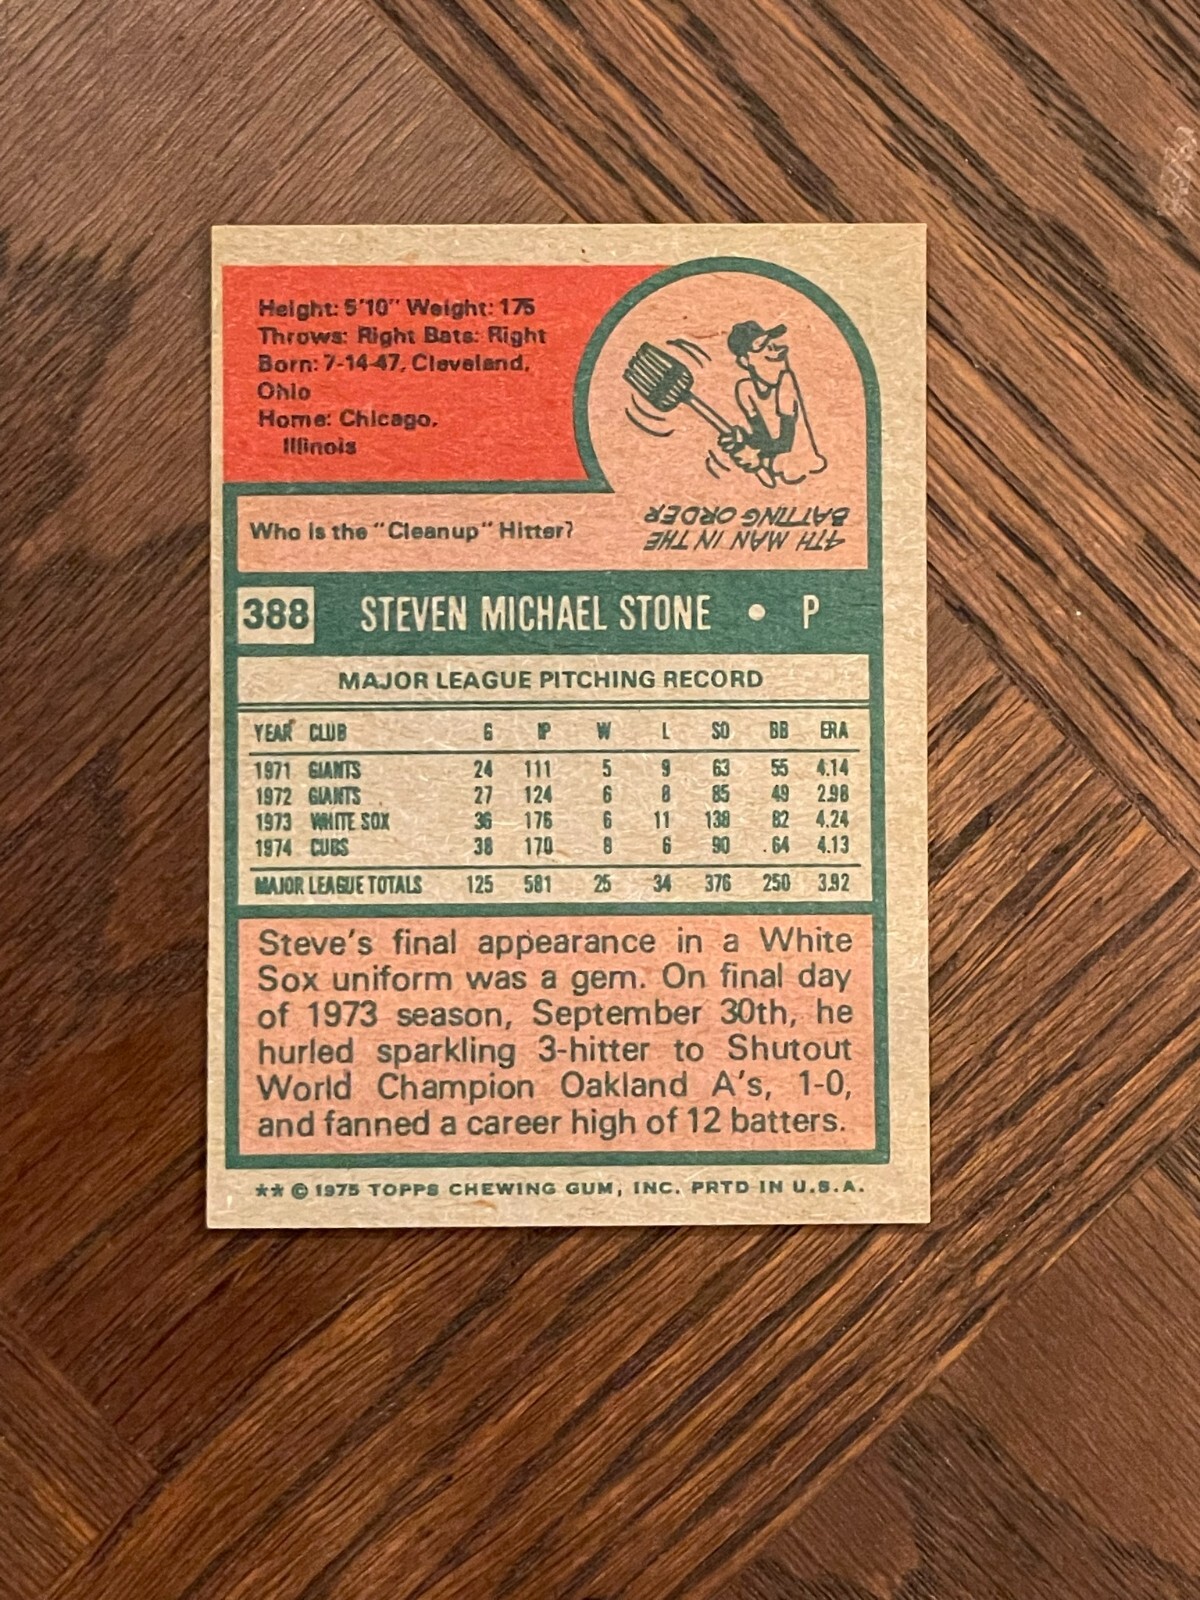 Height: 5'10" Weight: 175
Throws: Right Bats: Right
Born: 7-14-47, Cleveland,
Ohio
Home: Chicago,
Illinois
Who is the "Cleanup" Hitter?
4TH MAN IN THE
BATTING ORDER
388 STEVEN MICHAEL STONE • P
MAJOR LEAGUE PITCHING RECORD
YEAR CLUB G IP W L SO BB ERA
1971 GIANTS 24 111 5 9 63 55 4.14
1972 GIANTS 27 124 6 8 85 49 2.98
1973 WHITE SOX 36 176 6 11 138 82 4.24
1974 CUBS 38 170 8 6 90 64 4.13
MAJOR LEAGUE TOTALS 125 581 25 34 376 250 3.92
Steve's final appearance in a White
Sox uniform was a gem. On final day
of 1973 season, September 30th, he
hurled sparkling 3-hitter to Shutout
World Champion Oakland A's, 1-0,
and fanned a career high of 12 batters.
** © 1975 TOPPS CHEWING GUM, INC. PRTD IN U.S.A.